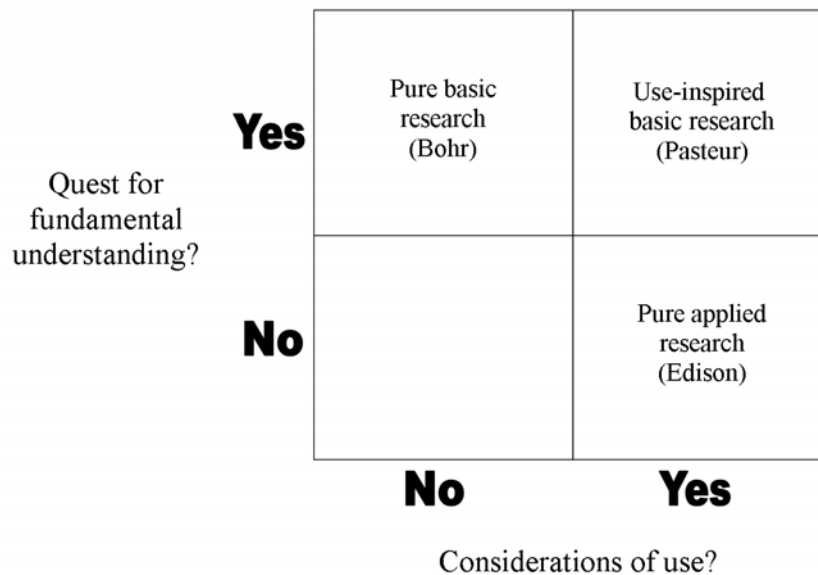 Pure basic
research
(Bohr)
Use-inspired
basic research
(Pasteur)
Yes
Quest for
fundamental
understanding?
No
Pure applied
research
(Edison)
No
Yes
Considerations of use?